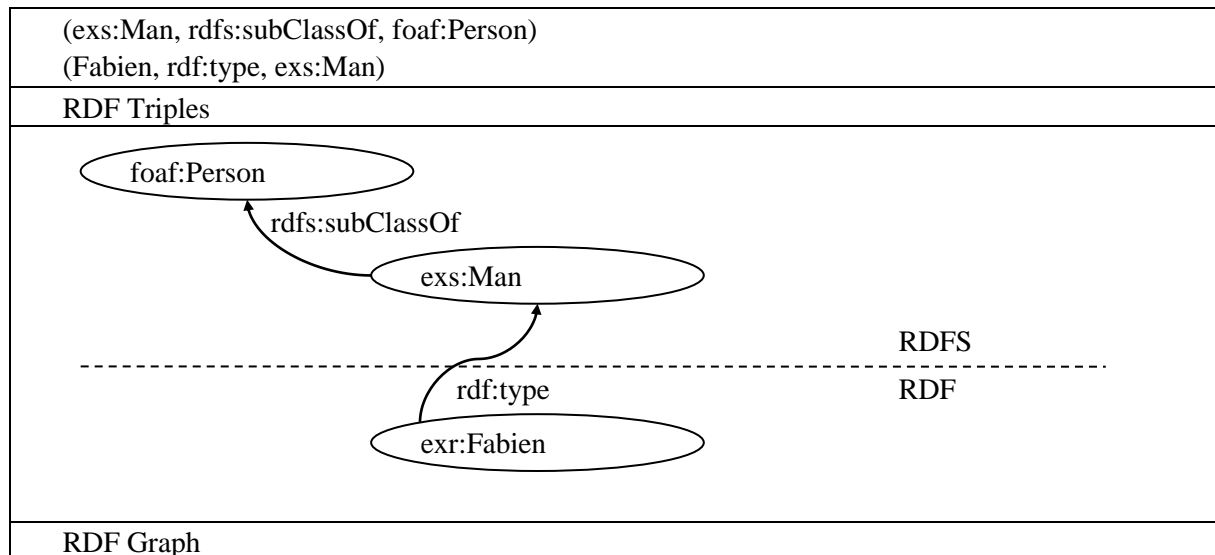 (exs:Man, rdfs:subClassOf, foaf:Person)
(Fabien, rdf:type, exs:Man)
RDF Triples
foaf:Person
rdfs:subClassOf
exs:Man
RDFS
rdf:type
RDF
exr:Fabien
RDF Graph